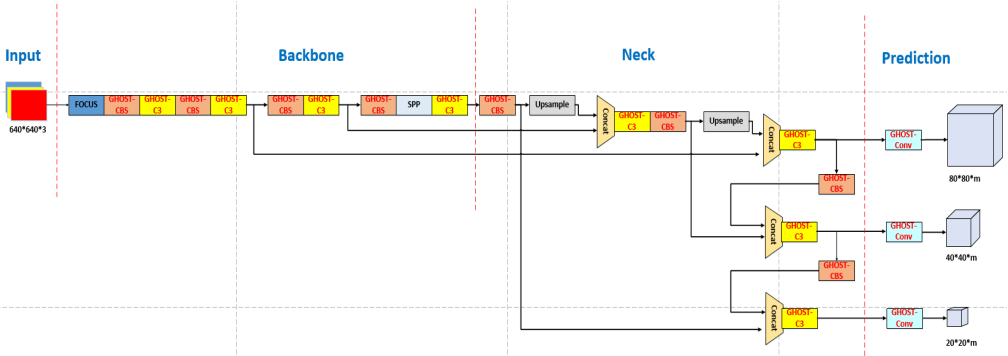 Input
Backbone
Neck
Prediction
640*640*3
FOCUS
GHOST-
CBS
GHOST-
C3
GHOST-
CBS
GHOST-
C3
GHOST-
CBS
GHOST-
C3
GHOST-
CBS
SPP
GHOST-
C3
GHOST-
CBS
Upsample
Concat
GHOST-
C3
GHOST-
CBS
Upsample
Concat
GHOST-
C3
GHOST-
Conv
80*80*m
GHOST-
CBS
Concat
GHOST-
C3
GHOST-
Conv
40*40*m
GHOST-
CBS
Concat
GHOST-
C3
GHOST-
Conv
20*20*m